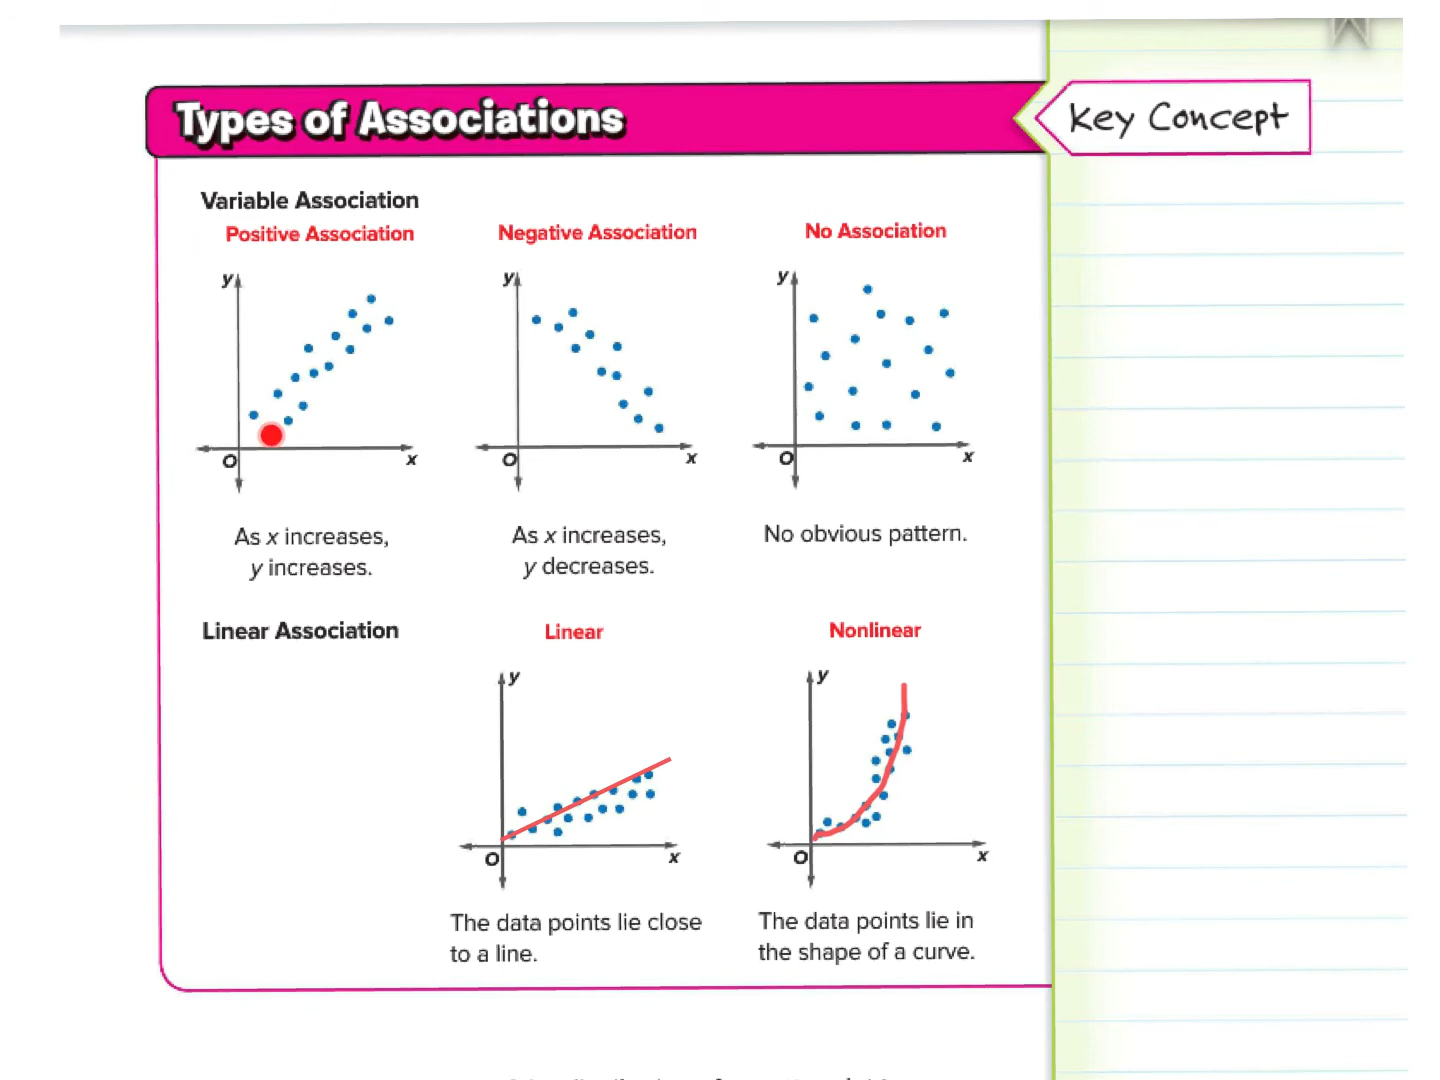 Types of Associations
Key Concept
Variable Association
Positive Association
Negative Association
No Association
y
y
y
O
x
O
x
O
x
As x increases,
y increases.
As x increases,
y decreases.
No obvious pattern.
Linear Association
Linear
Nonlinear
y
y
O
x
O
x
The data points lie close
to a line.
The data points lie in
the shape of a curve.